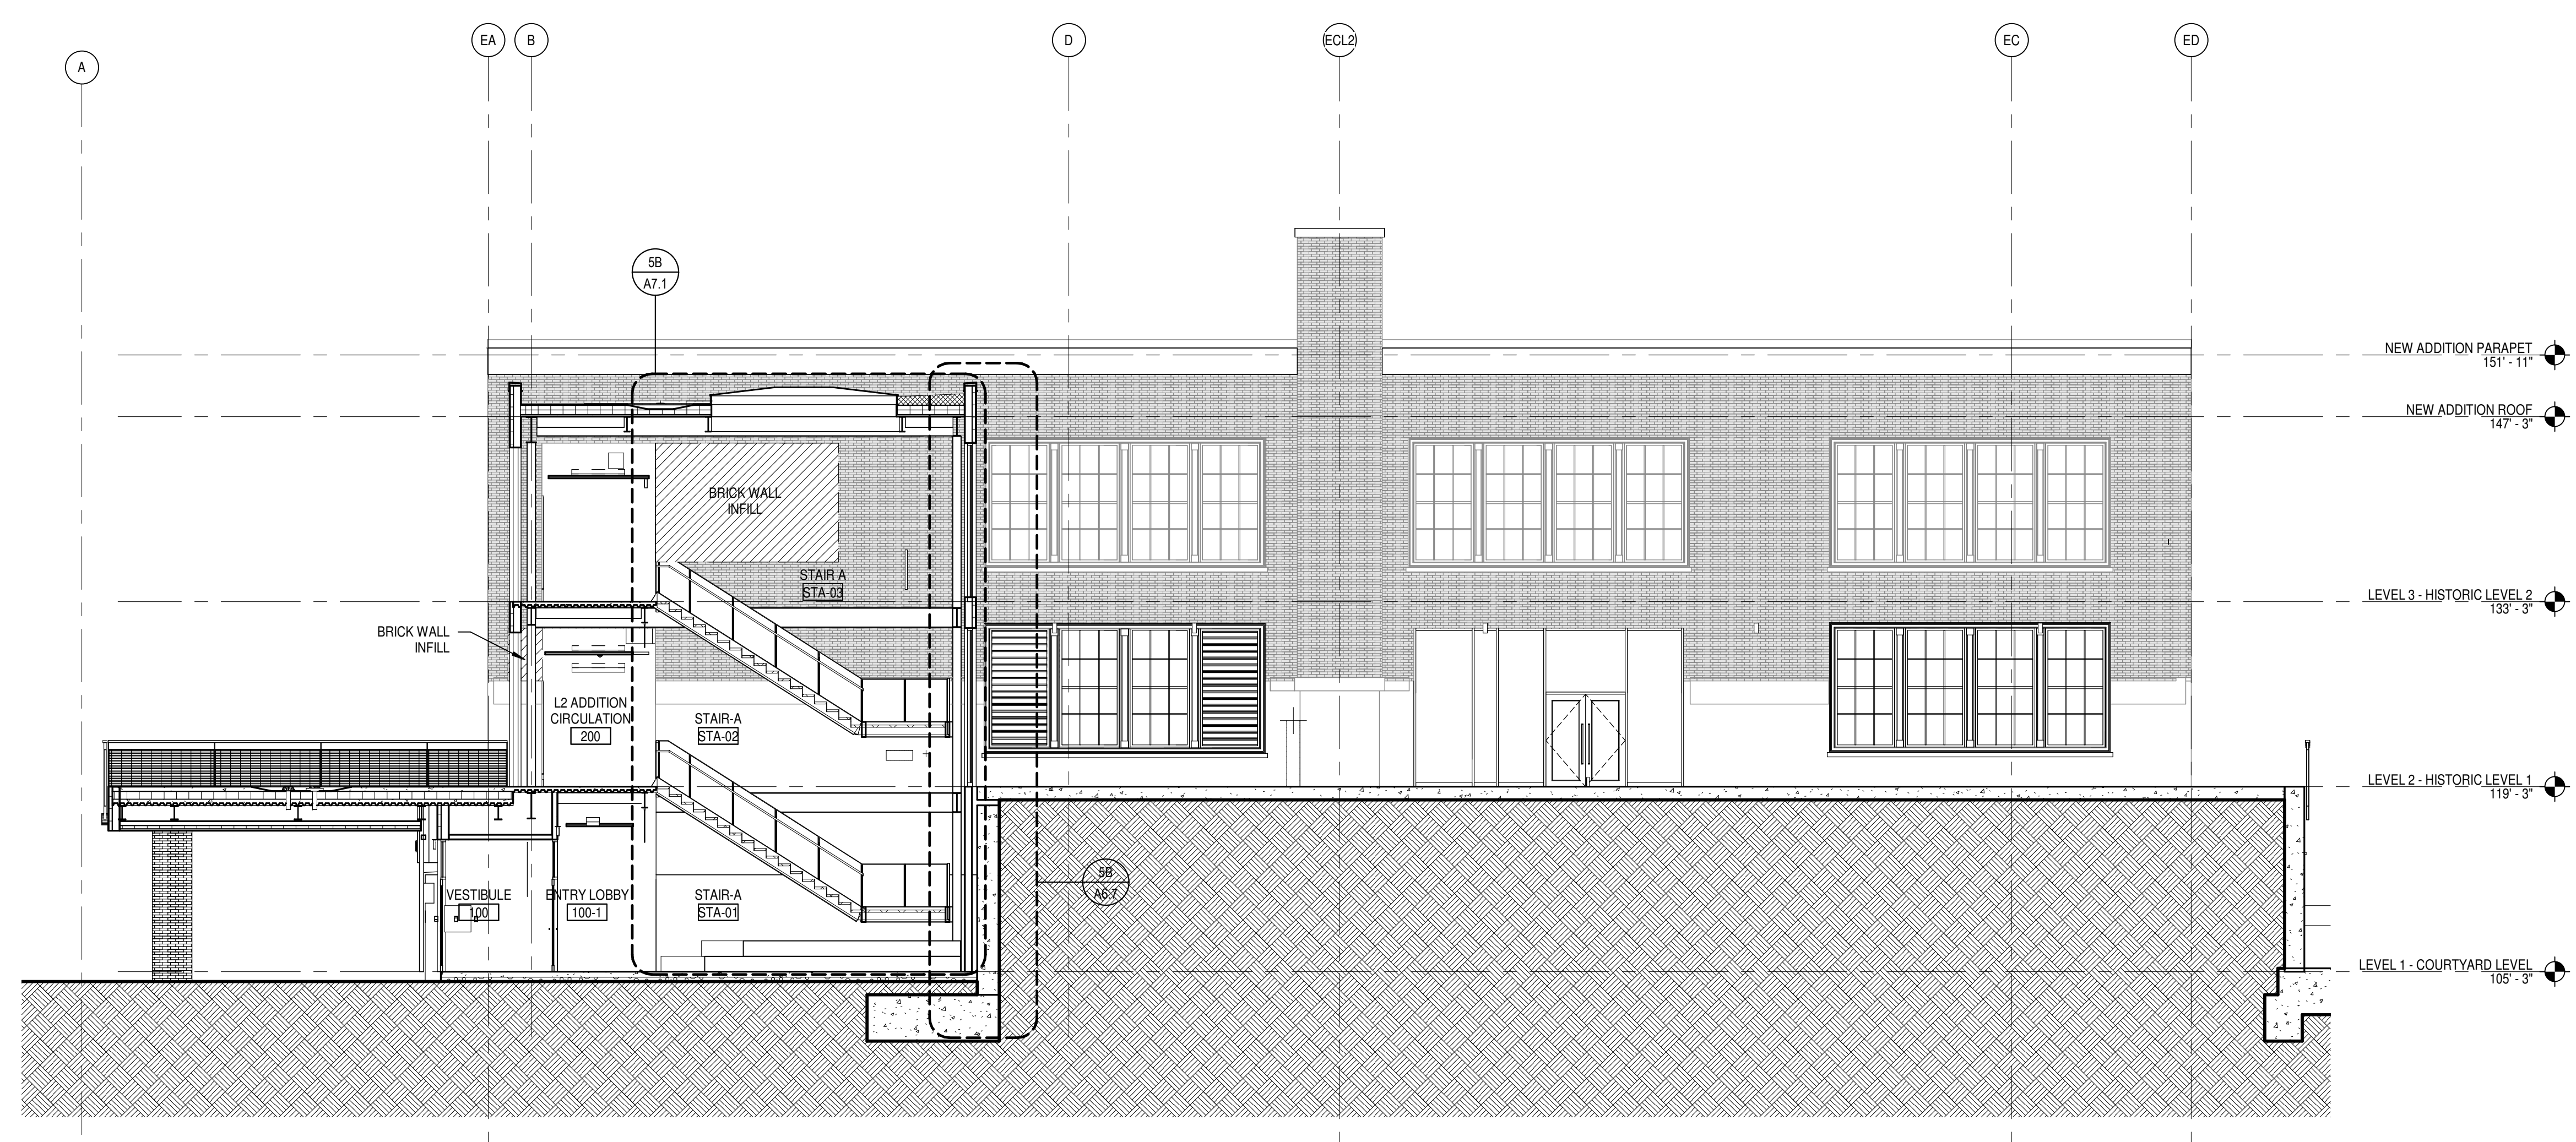 A
EA
B
D
ECL2
EC
ED
5B
A7.1
NEW ADDITION PARAPET
151' - 11"
NEW ADDITION ROOF
147' - 3"
BRICK WALL
INFILL
STAIR A
STA-03
LEVEL 3 - HISTORIC LEVEL 2
133' - 3"
BRICK WALL
INFILL
L2 ADDITION
CIRCULATION
200
STAIR-A
STA-02
LEVEL 2 - HISTORIC LEVEL 1
119' - 3"
5B
A6.7
VESTIBULE
100
ENTRY LOBBY
100-1
STAIR-A
STA-01
LEVEL 1 - COURTYARD LEVEL
105' - 3"